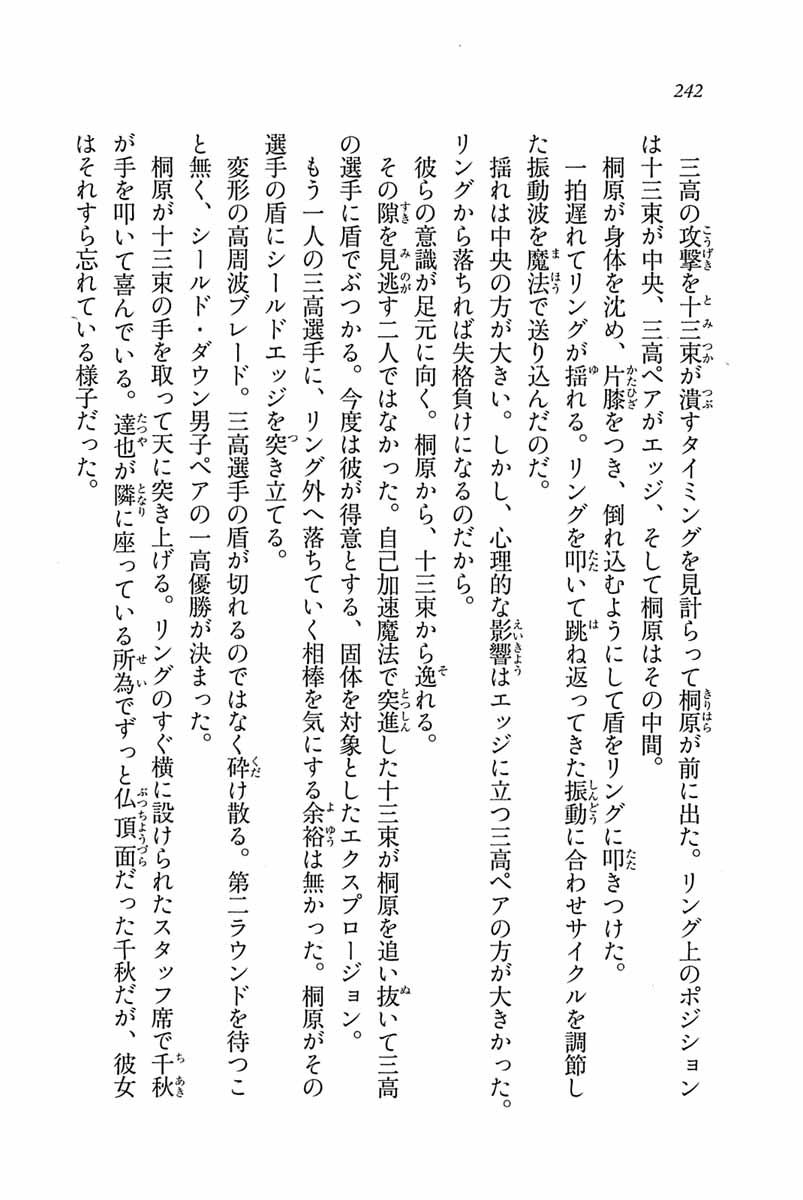 242
三高の攻撃を十三束が潰すタイミングを見計らって桐原が前に出た。リング上のポジション
は十三束が中央、三高ペアがエッジ、そして桐原はその中間。
桐原が身体を沈め、片膝をつき、倒れ込むようにして盾をリングに叩きつけた。
一拍遅れてリングが揺れる。リングを叩いて跳ね返ってきた振動に合わせサイクルを調節し
た振動波を魔法で送り込んだのだ。
揺れは中央の方が大きい。しかし、心理的な影響はエッジに立つ三高ペアの方が大きかった。
リングから落ちれば失格負けになるのだから。
彼らの意識が足元に向く。桐原から、十三束から逸れる。
その隙を見逃す二人ではなかった。自己加速魔法で突進した十三束が桐原を追い抜いて三高
の選手に盾でぶつかる。今度は彼が得意とする、固体を対象としたエクスプロージョン。
もう一人の三高選手に、リング外へ落ちていく相棒を気にする余裕は無かった。桐原がその
選手の盾にシールドエッジを突き立てる。
変形の高周波ブレード。三高選手の盾が切れるのではなく砕け散る。第二ラウンドを待つこ
と無く、シールド・ダウン男子ペアの一高優勝が決まった。
桐原が十三束の手を取って天に突き上げる。リングのすぐ横に設けられたスタッフ席で千秋
が手を叩いて喜んでいる。達也が隣に座っている所為でずっと仏頂面だった千秋だが、彼女
はそれすら忘れている様子だった。